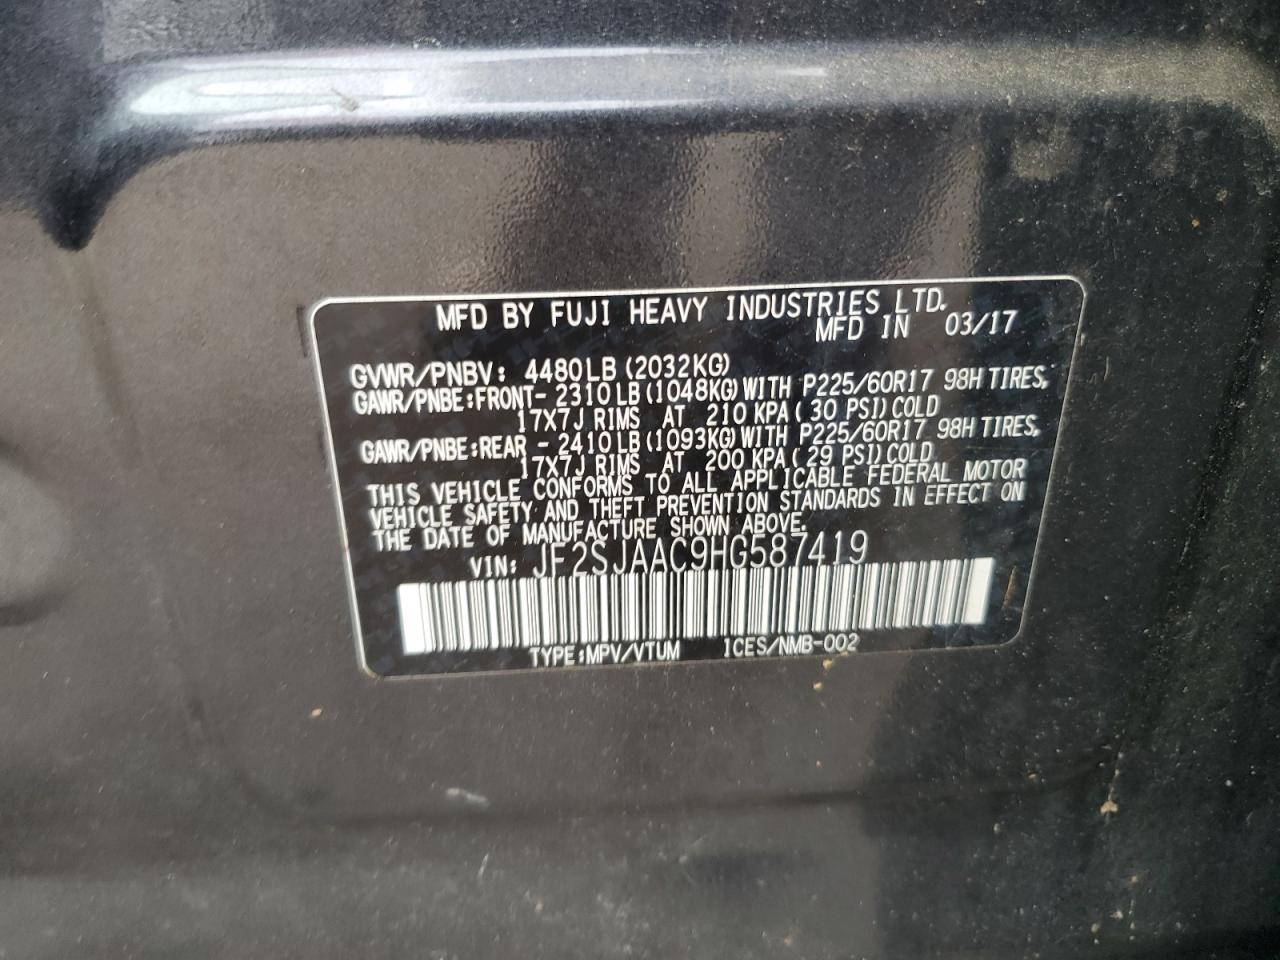 MFD BY FUJI HEAVY INDUSTRIES LTD.
MFD IN 03/17
GVWR/PNBV: 4480LB (2032KG)
GAWR/PNBE:FRONT- 2310LB (1048KG) WITH P225/60R17 98H TIRES,
17X7J RIMS AT 210 KPA ( 30 PSI) COLD
GAWR/PNBE:REAR - 2410LB (1093KG) WITH P225/60R17 98H TIRES,
17X7J RIMS AT 200 KPA ( 29 PSI) COLD
THIS VEHICLE CONFORMS TO ALL APPLICABLE FEDERAL MOTOR
VEHICLE SAFETY AND THEFT PREVENTION STANDARDS IN EFFECT ON
THE DATE OF MANUFACTURE SHOWN ABOVE.
VIN: JF2SJAAC9HG587419
TYPE:MPV/VTUM ICES/NMB-002